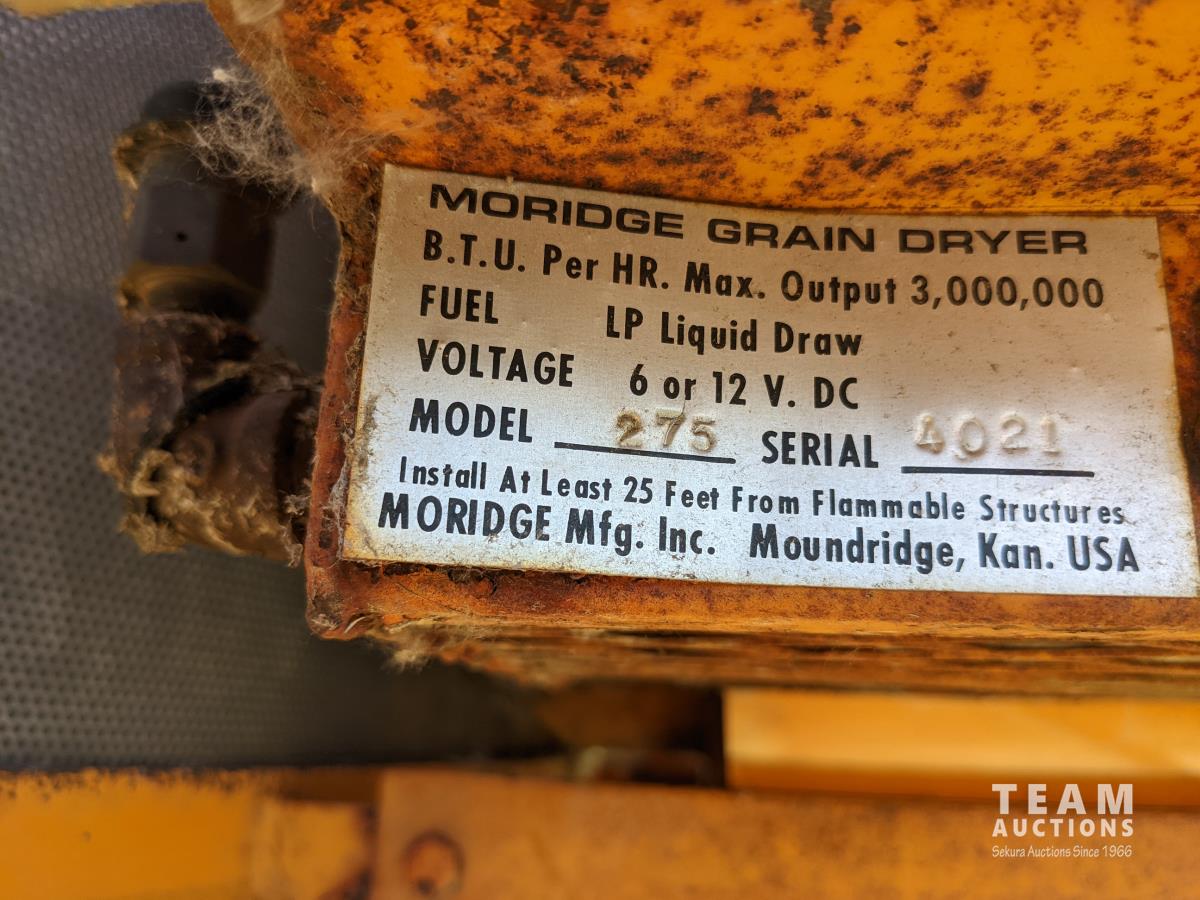 MORIDGE GRAIN DRYER
B.T.U. Per HR. Max. Output 3,000,000
FUEL LP Liquid Draw
VOLTAGE 6 or 12 V. DC
MODEL 275 SERIAL 4021
Install At Least 25 Feet From Flammable Structures
MORIDGE Mfg. Inc. Moundridge, Kan. USA
TEAM
AUCTIONS
Sekura Auctions Since 1966